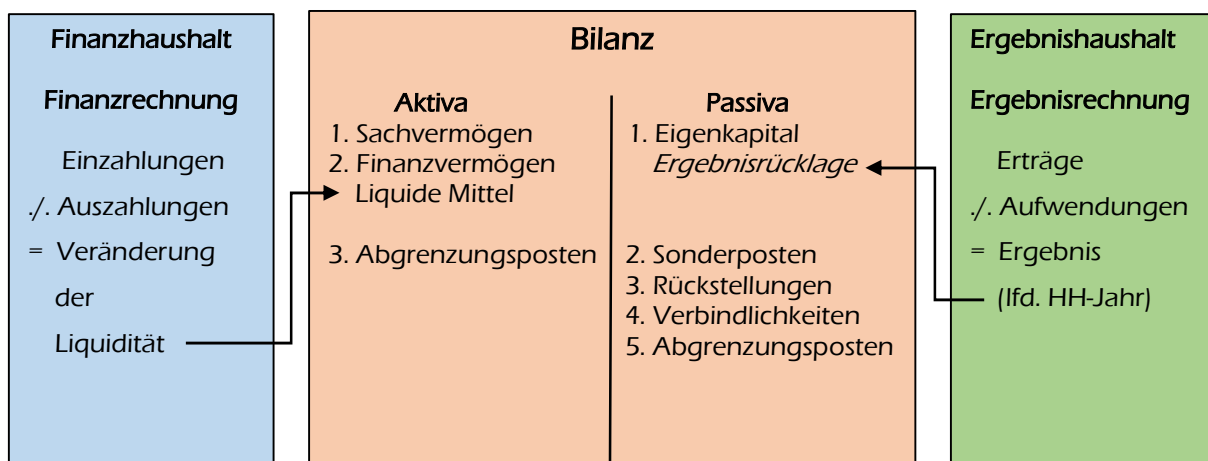 Finanzhaushalt
Finanzrechnung
Einzahlungen
./. Auszahlungen
= Veränderung
der
Liquidität
Bilanz
Aktiva
1. Sachvermögen
2. Finanzvermögen
Liquide Mittel
3. Abgrenzungsposten
Passiva
1. Eigenkapital
Ergebnisrücklage
2. Sonderposten
3. Rückstellungen
4. Verbindlichkeiten
5. Abgrenzungsposten
Ergebnishaushalt
Ergebnisrechnung
Erträge
./. Aufwendungen
= Ergebnis
(lfd. HH-Jahr)